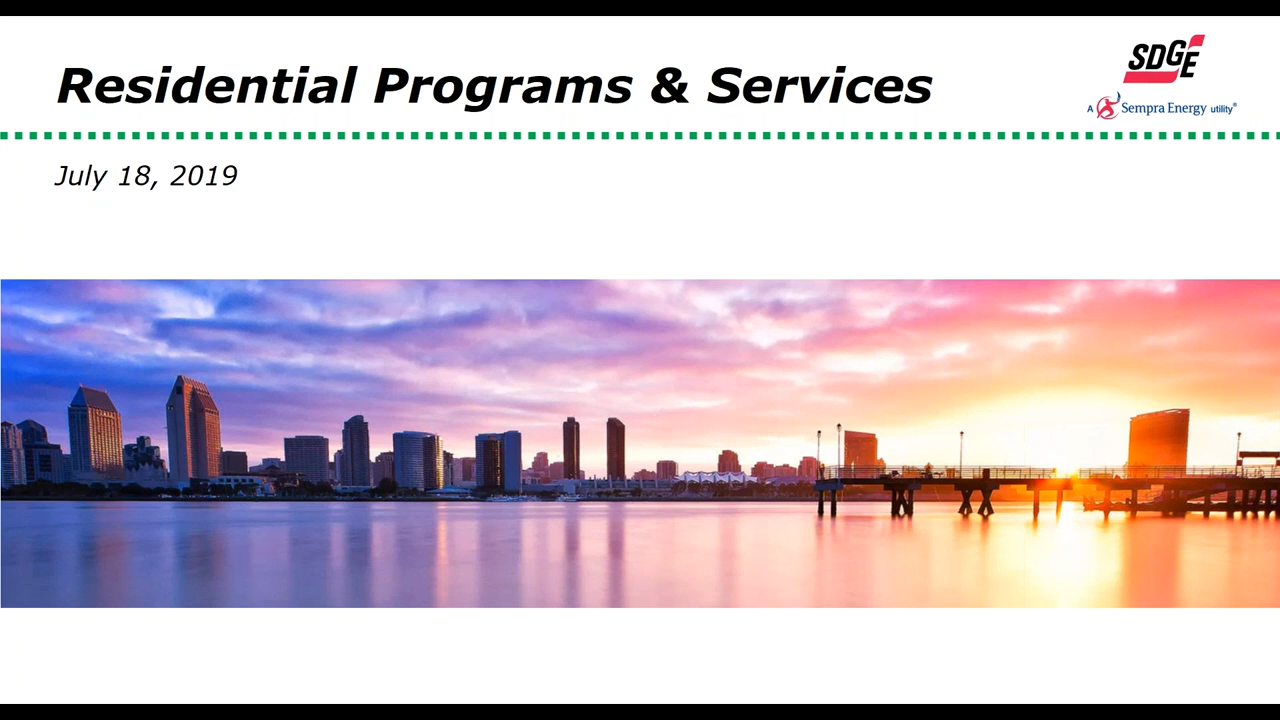 Residential Programs & Services
SDGE
A Sempra Energy utility®
July 18, 2019